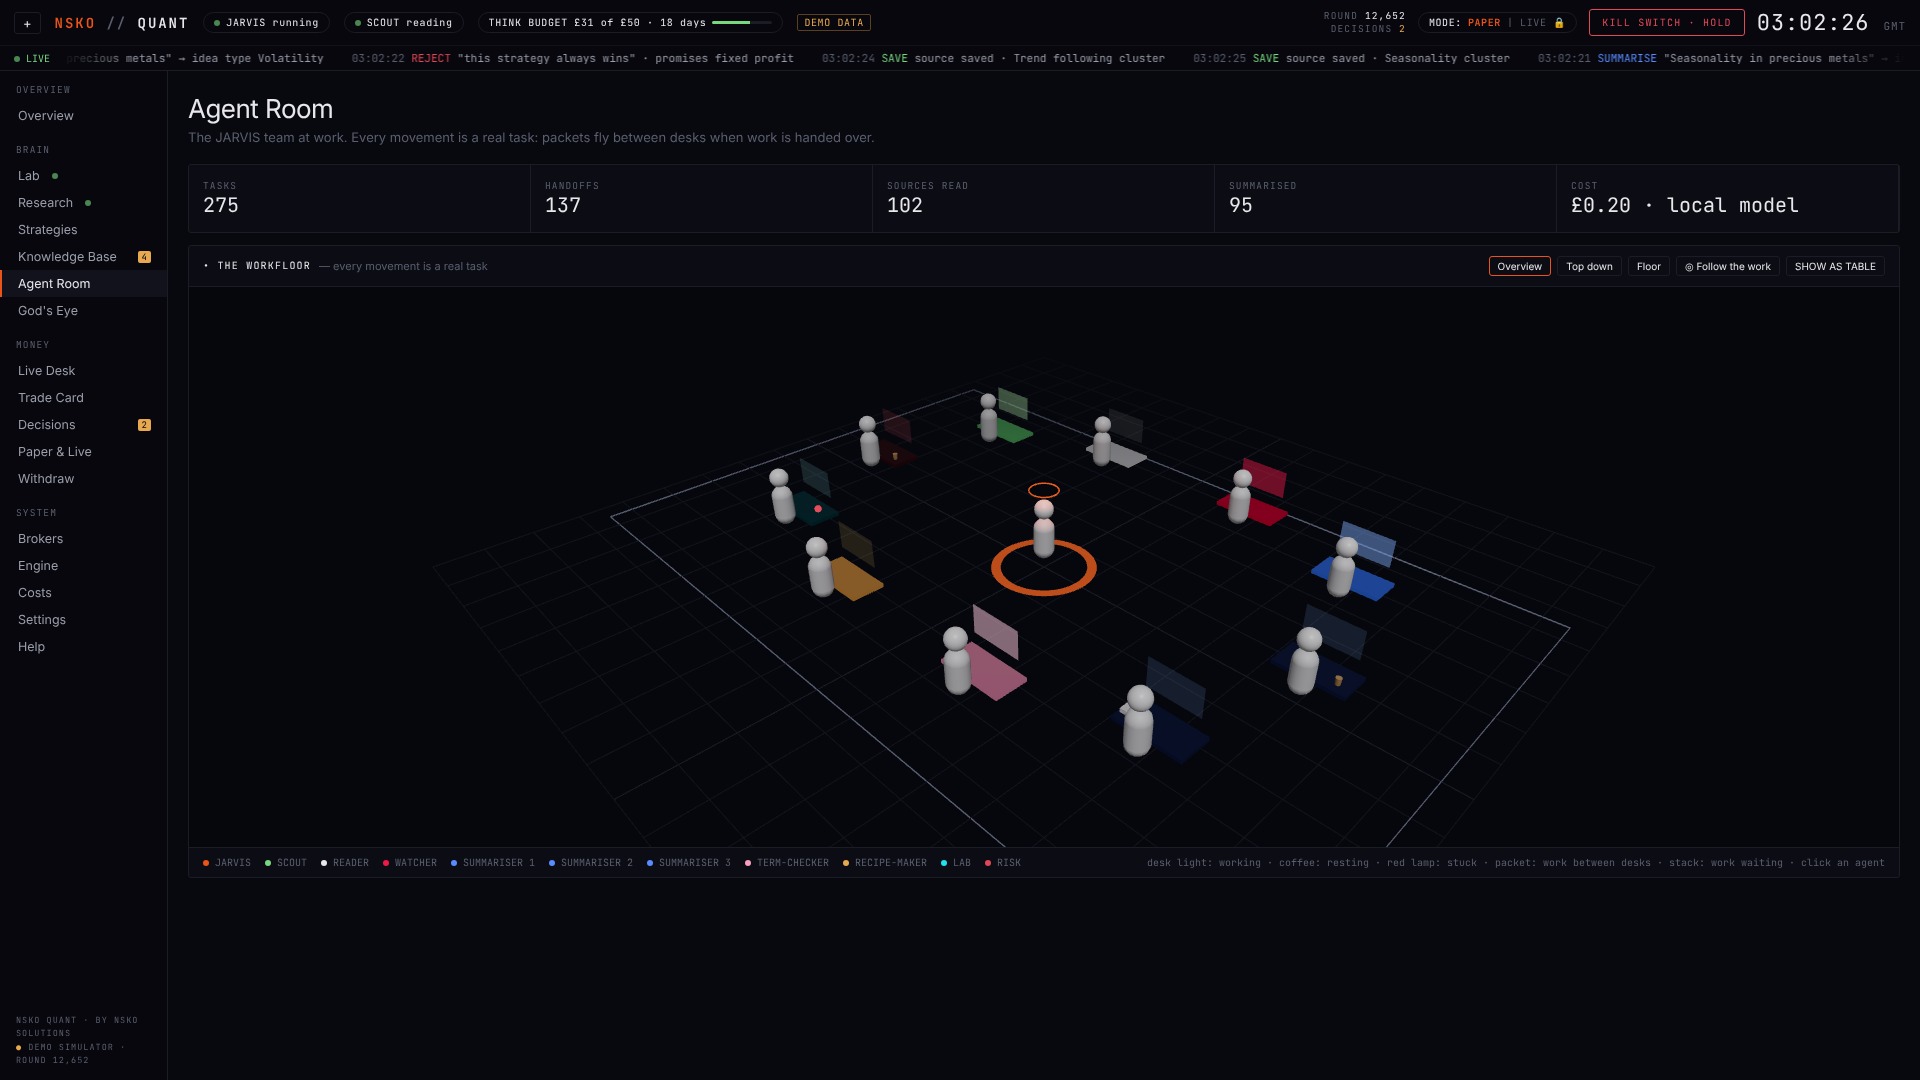 + NSKO // QUANT JARVIS running SCOUT reading THINK BUDGET £31 of £50 · 18 days DEMO DATA ROUND 12,652 DECISIONS 2 MODE: PAPER | LIVE 🔒 KILL SWITCH · HOLD 03:02:26 GMT
LIVE precious metals" → idea type Volatility 03:02:22 REJECT "this strategy always wins" · promises fixed profit 03:02:24 SAVE source saved · Trend following cluster 03:02:25 SAVE source saved · Seasonality cluster 03:02:21 SUMMARISE "Seasonality in precious metals" →
OVERVIEW
Overview
BRAIN
Lab
Research
Strategies
Knowledge Base 4
Agent Room
God's Eye
MONEY
Live Desk
Trade Card
Decisions 2
Paper & Live
Withdraw
SYSTEM
Brokers
Engine
Costs
Settings
Help
NSKO QUANT · BY NSKO
SOLUTIONS
DEMO SIMULATOR ·
ROUND 12,652
Agent Room
The JARVIS team at work. Every movement is a real task: packets fly between desks when work is handed over.
TASKS
275
HANDOFFS
137
SOURCES READ
102
SUMMARISED
95
COST
£0.20 · local model
· THE WORKFLOOR — every movement is a real task
Overview Top down Floor ◎ Follow the work SHOW AS TABLE
JARVIS SCOUT READER WATCHER SUMMARISER 1 SUMMARISER 2 SUMMARISER 3 TERM-CHECKER RECIPE-MAKER LAB RISK
desk light: working · coffee: resting · red lamp: stuck · packet: work between desks · stack: work waiting · click an agent